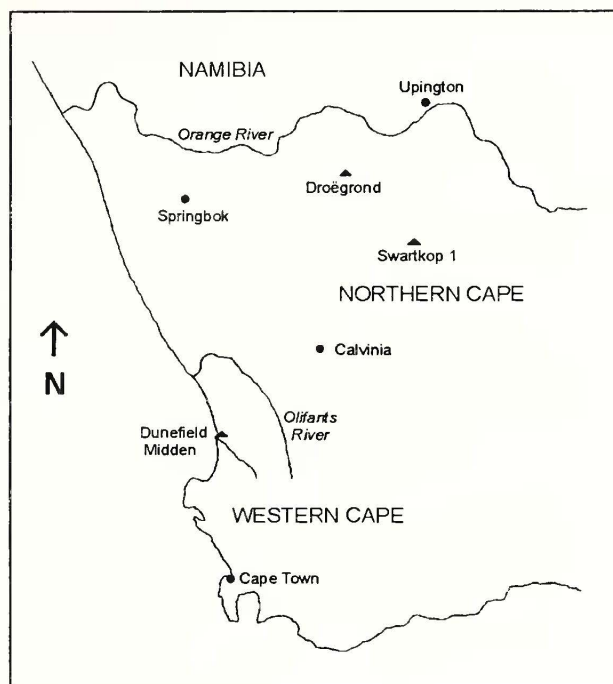 NAMIBIA
Upington
Orange River
Droëgrond
Springbok
Swartkop 1
NORTHERN CAPE
N
Calvinia
Olifants
River
Dunefield
Midden
WESTERN CAPE
Cape Town